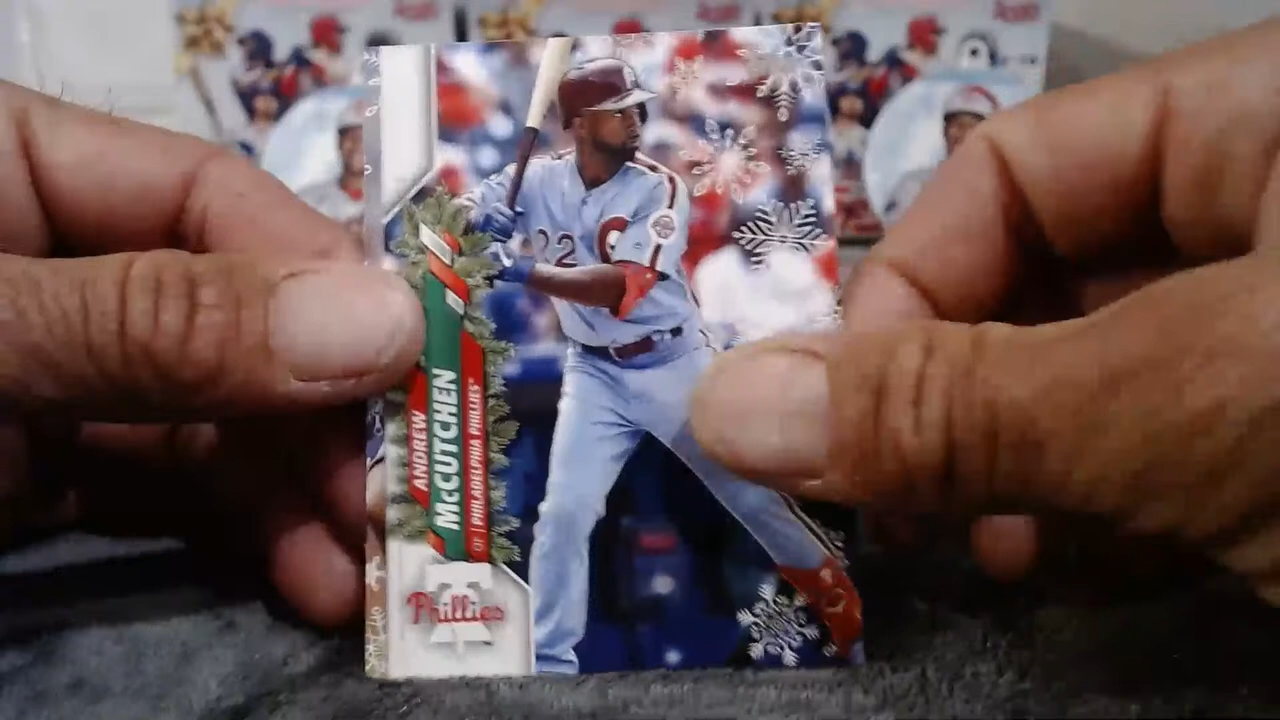 22
ANDREW
McCUTCHEN
OF | PHILADELPHIA PHILLIES
Phillies